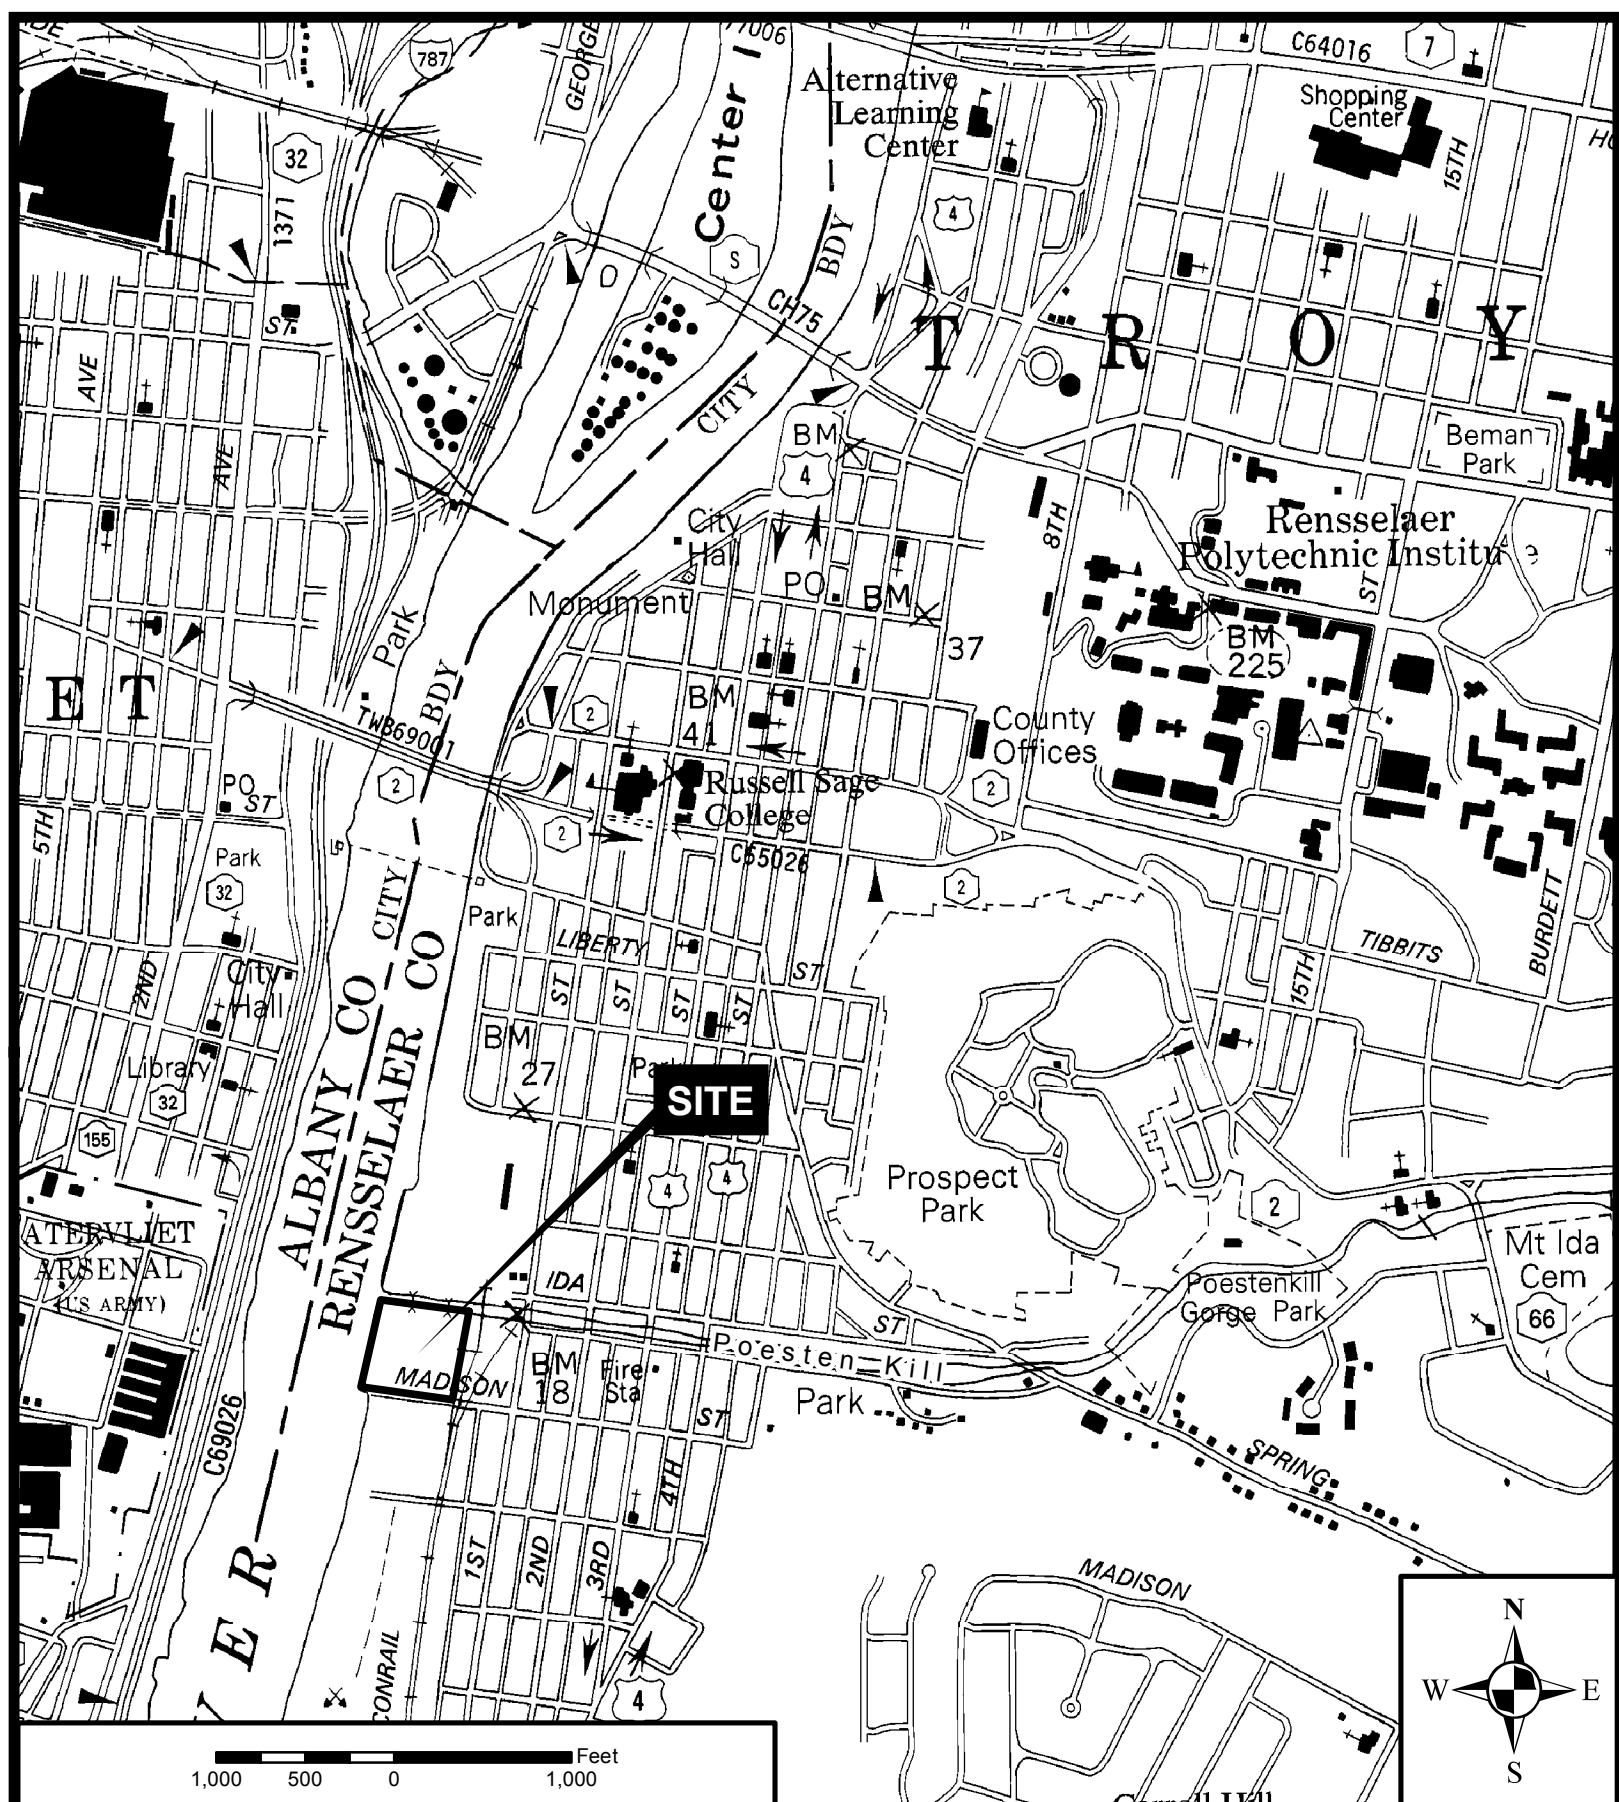 787
GEORGE
Center I
77006
C64016
7
Alternative
Learning
Center
Shopping
Center
15TH
32
1371
4
S
BDY
O
CH75
ST
T R O Y
AVE
CITY
AVE
BM
4
Beman
Park
8TH
Rensselaer
Polytechnic Institu e
City
Hall
PO
BM
37
Monument
ST
BM
225
Park
BDY
E T
2
BM
41
County
Offices
TWB69001
2
2
Russell Sage
College
PO
ST
2
5TH
C65026
Park
32
2
CITY
Park
LIBERTY
ST
TIBBITS
BURDETT
15TH
2ND
City
Hall
ALBANY CO
RENSSELAER CO
ST
ST
ST
ST
BM
27
Library
32
SITE
155
4
4
Prospect
Park
2
ATERVLIET
ARSENAL
(US ARMY)
Mt Ida
Cem
66
IDA
Poestenkill
Gorge Park
ST
Poesten Kill
MADISON
BM
18
Fire
Sta
Park
ST
C69026
4TH
SPRING
1ST
2ND
3RD
MADISON
E R
CONRAIL
4
N
W E
S
Feet
1,000 500 0 1,000